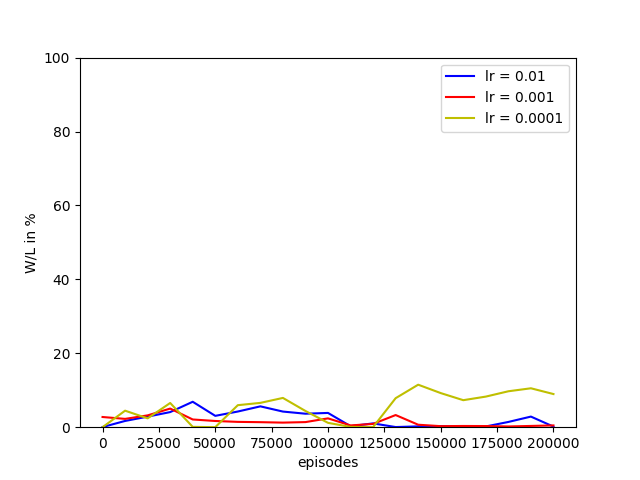 100
80
60
40
20
0
W/L in %
lr = 0.01
lr = 0.001
lr = 0.0001
0 25000 50000 75000 100000 125000 150000 175000 200000
episodes